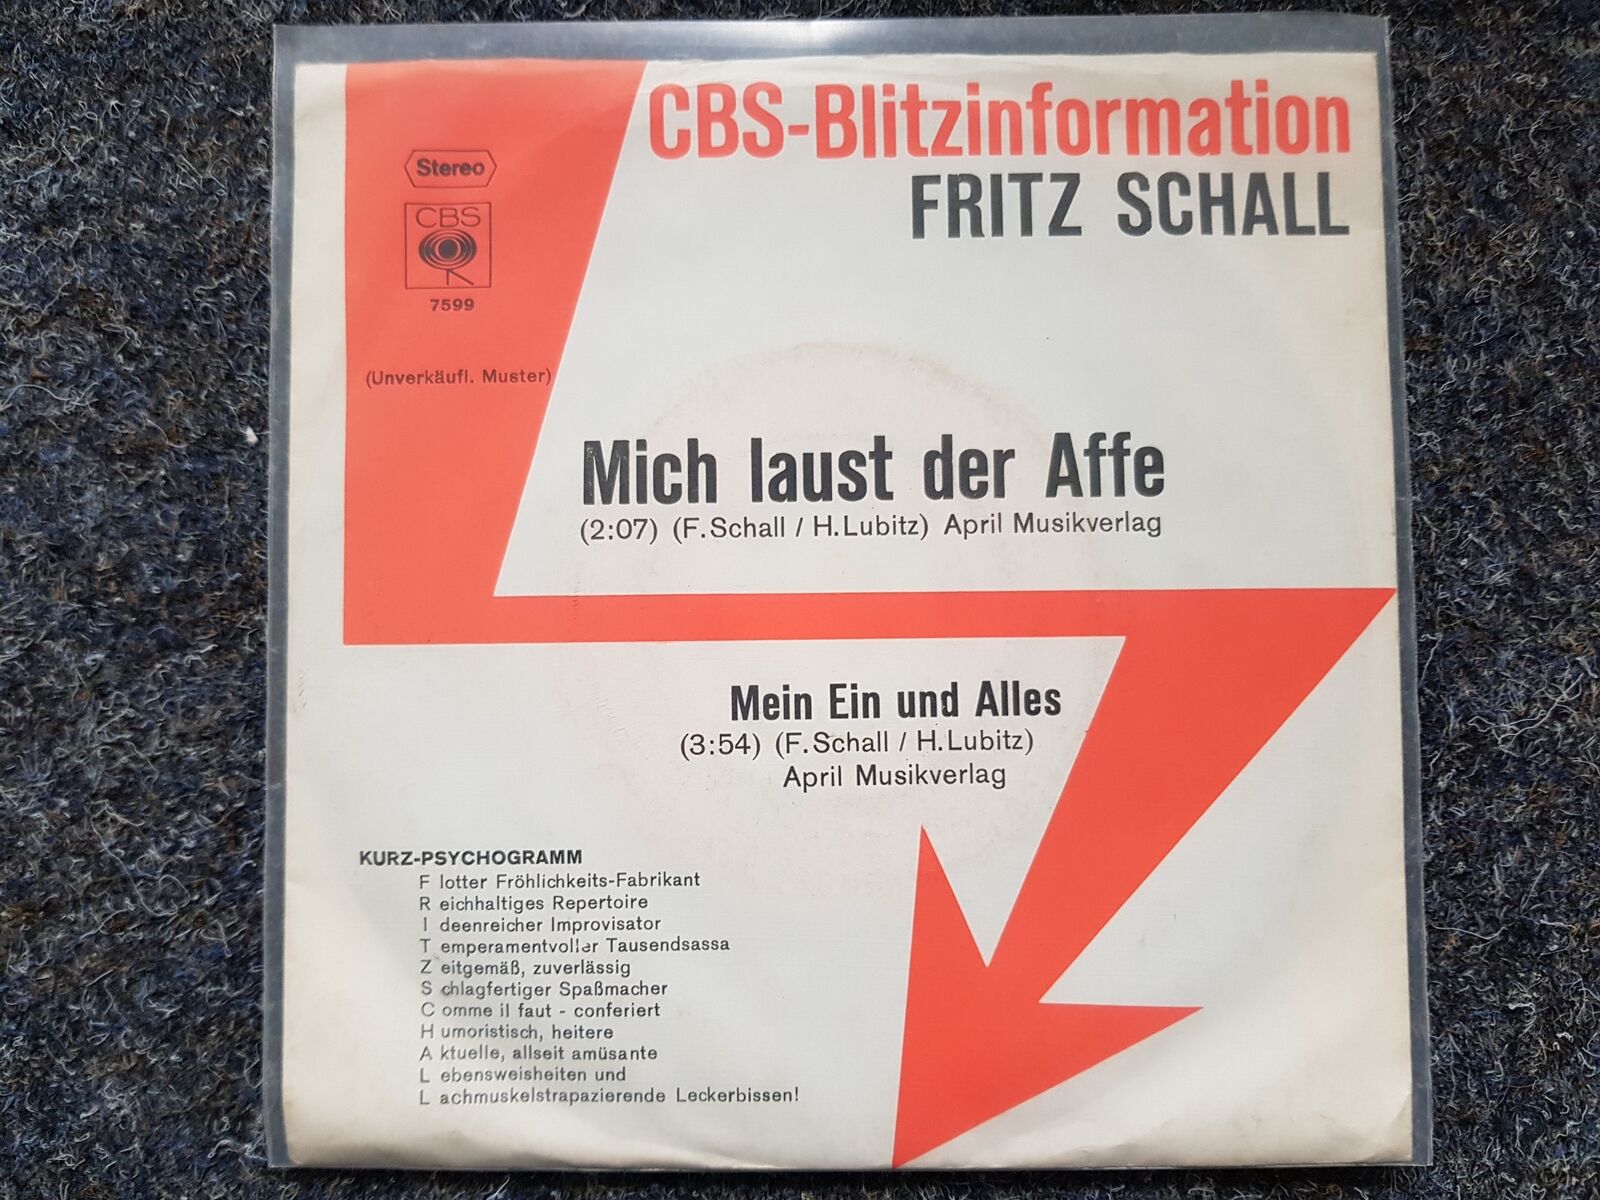 CBS-Blitzinformation
FRITZ SCHALL
Stereo
CBS
7599
(Unverkäufl. Muster)
Mich laust der Affe
(2:07) (F.Schall / H.Lubitz) April Musikverlag
Mein Ein und Alles
(3:54) (F.Schall / H.Lubitz)
April Musikverlag
KURZ-PSYCHOGRAMM
F lotter Fröhlichkeits-Fabrikant
R eichhaltiges Repertoire
I deenreicher Improvisator
T emperamentvoller Tausendsassa
Z eitgemäß, zuverlässig
S chlagfertiger Spaßmacher
C omme il faut - conferiert
H umoristisch, heitere
A ktuelle, allseit amüsante
L ebensweisheiten und
L achmuskelstrapazierende Leckerbissen!